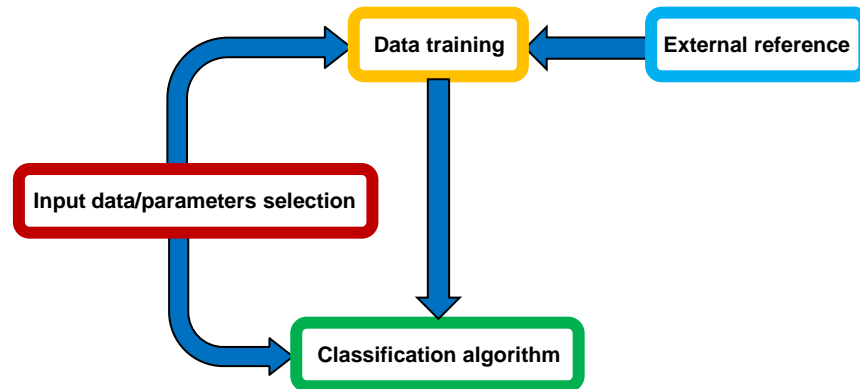 Data training
External reference
Input data/parameters selection
Classification algorithm